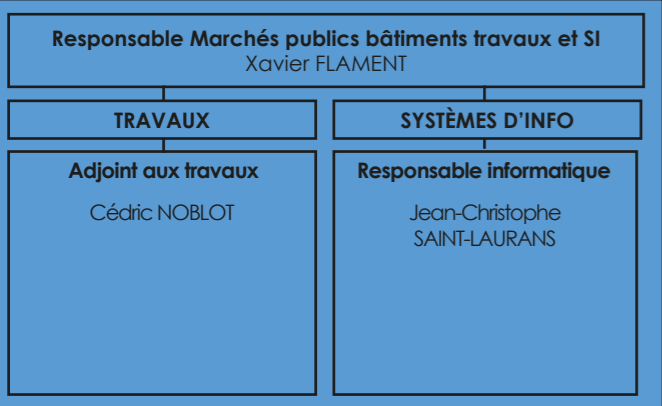 Responsable Marchés publics bâtiments travaux et SI
Xavier FLAMENT
TRAVAUX
SYSTÈMES D'INFO
Adjoint aux travaux
Cédric NOBLOT
Responsable informatique
Jean-Christophe
SAINT-LAURANS